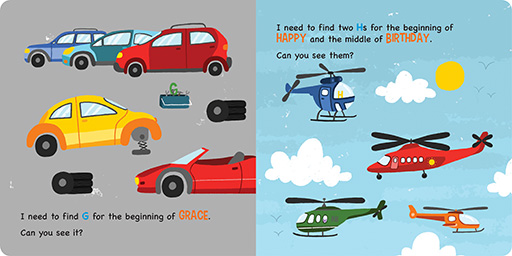 G
I need to find G for the beginning of GRACE.
Can you see it?
I need to find two Hs for the beginning of
HAPPY and the middle of BIRTHDAY.
Can you see them?
H